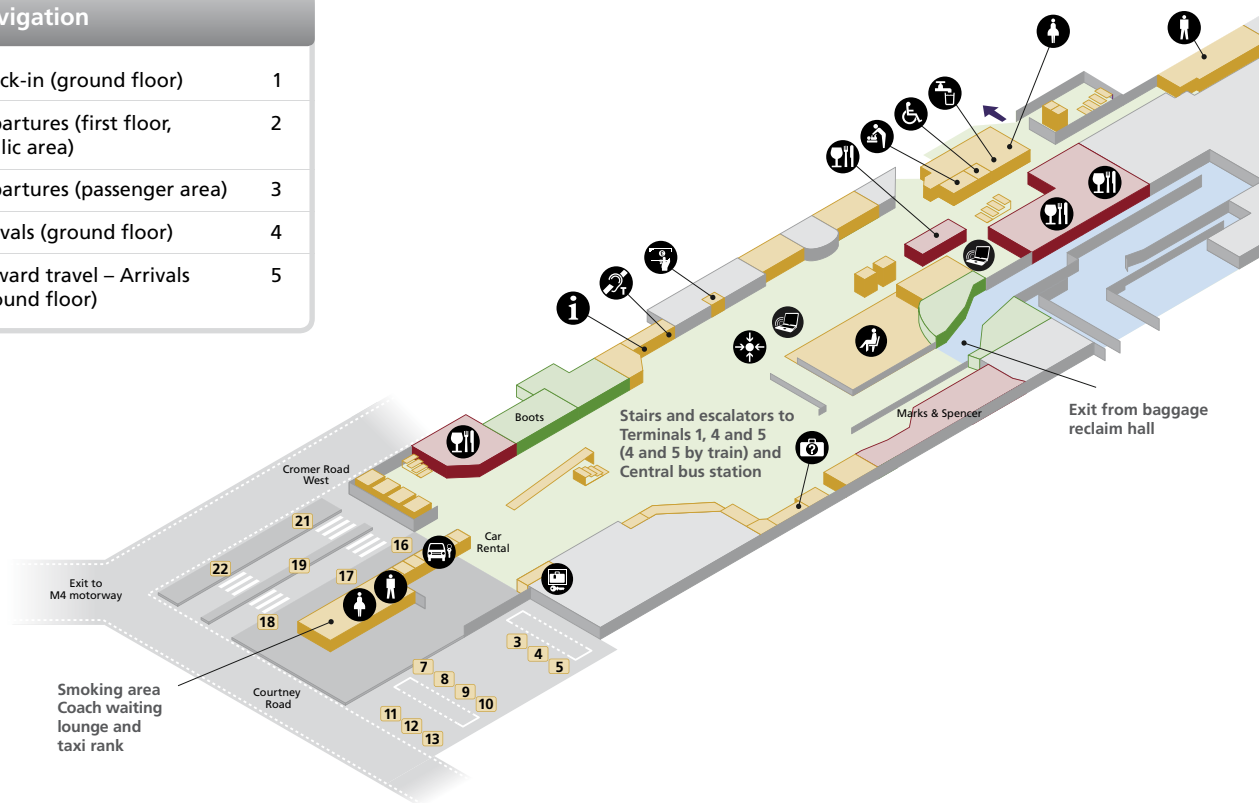 vigation
ck-in (ground floor) 1
partures (first floor, 2
lic area)
partures (passenger area) 3
ivals (ground floor) 4
ward travel – Arrivals 5
ound floor)
Boots
Stairs and escalators to
Terminals 1, 4 and 5
(4 and 5 by train) and
Central bus station
Marks & Spencer
Exit from baggage
reclaim hall
Cromer Road
West
Car
Rental
21
16
19
22
17
18
Exit to
M4 motorway
3
4
5
7
8
9
10
11
12
13
Smoking area
Coach waiting
lounge and
taxi rank
Courtney
Road